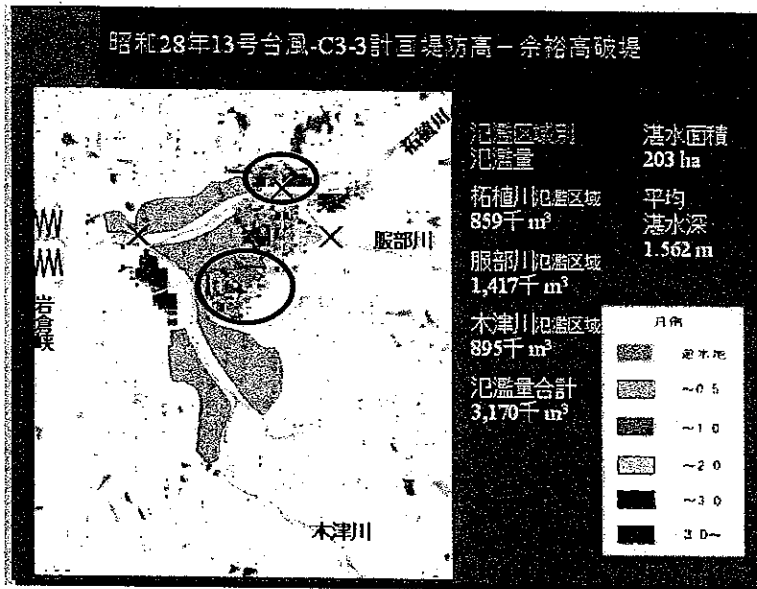 昭和28年13号台風-C3-3計画堤防高－余裕高破堤
柘植川
服部川
岩倉峡
木津川
氾濫区域別
氾濫量
柘植川氾濫区域
859千m³
服部川氾濫区域
1,417千m³
木津川氾濫区域
895千m³
氾濫量合計
3,170千m³
湛水面積
203 ha
平均
湛水深
1.562 m
凡例
遊水地
～0.5
～1.0
～2.0
～3.0
3.0～